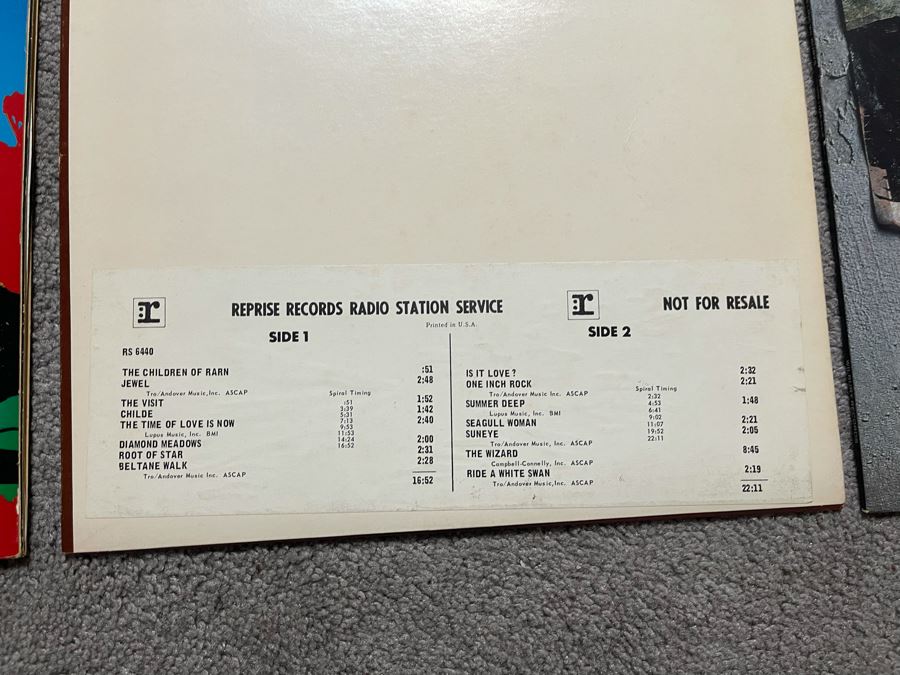 r
REPRISE RECORDS RADIO STATION SERVICE
r
NOT FOR RESALE
Printed in U.S.A.
SIDE 1
RS 6440
THE CHILDREN OF RARN :51
JEWEL 2:48
Tro/Andover Music,Inc. ASCAP Spiral Timing
THE VISIT :51 1:52
CHILDE 3:39 1:42
5:31
THE TIME OF LOVE IS NOW 7:13 2:40
Lupus Music, Inc. BMI 9:53
11:53
DIAMOND MEADOWS 14:24 2:00
ROOT OF STAR 16:52 2:31
BELTANE WALK 2:28
Tro/Andover Music Inc. ASCAP
16:52
SIDE 2
IS IT LOVE? 2:32
ONE INCH ROCK 2:21
Tro/Andover Music, Inc. ASCAP Spiral Timing
2:32
SUMMER DEEP 4:53 1:48
Lupus Music, Inc. BMI 6:41
9:02
SEAGULL WOMAN 11:07 2:21
SUNEYE 19:52 2:05
Tro/Andover Music, Inc. ASCAP 22:11
THE WIZARD 8:45
Campbell-Connelly, Inc. ASCAP
RIDE A WHITE SWAN 2:19
Tro/Andover Music,Inc. ASCAP
22:11